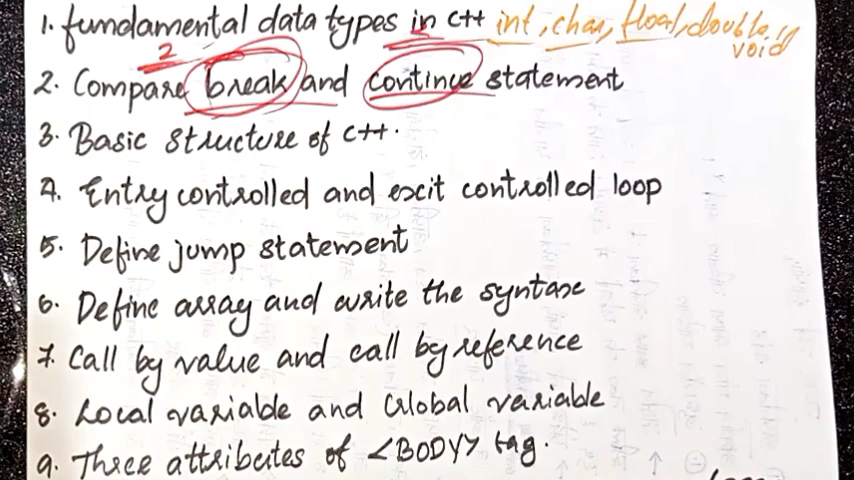 1. fundamental data types in C++ int, char, float, double, void
2
2. Compare break and continue statement
3. Basic structure of C++.
4. Entry controlled and exit controlled loop
5. Define jump statement
6. Define array and write the syntax
7. Call by value and call by reference
8. Local variable and Global variable
9. Three attributes of <BODY> tag.